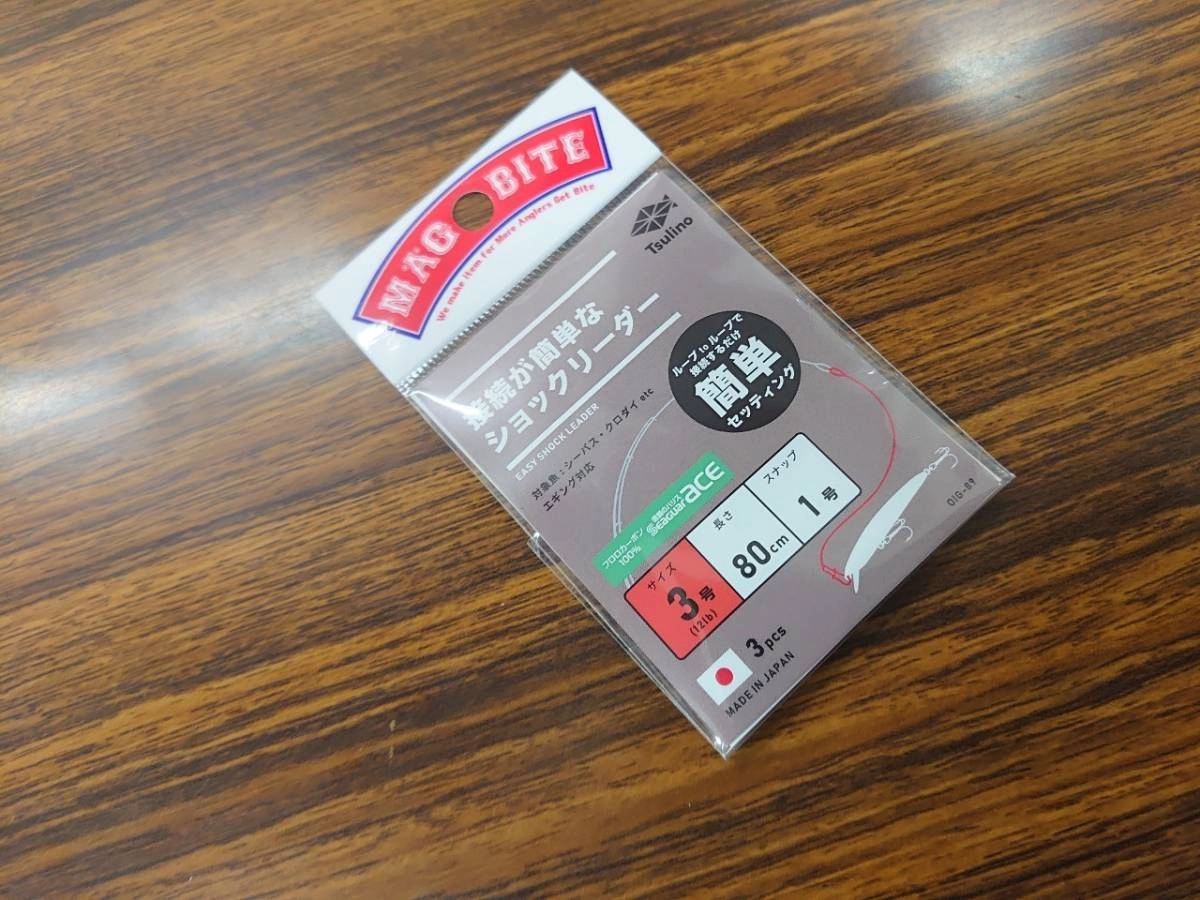 MAG BITE
We make item for More Anglers Get Bite
Tsulino
接続が簡単な
ショックリーダー
EASY SHOCK LEADER
対象魚：シーバス・クロダイ etc
エギング対応
ループtoループで
接続するだけ
簡単
セッティング
フロロカーボン
100%
Seaguar ACE
サイズ
3号
(12lb)
長さ
80cm
スナップ
1号
01G-89
3pcs
MADE IN JAPAN